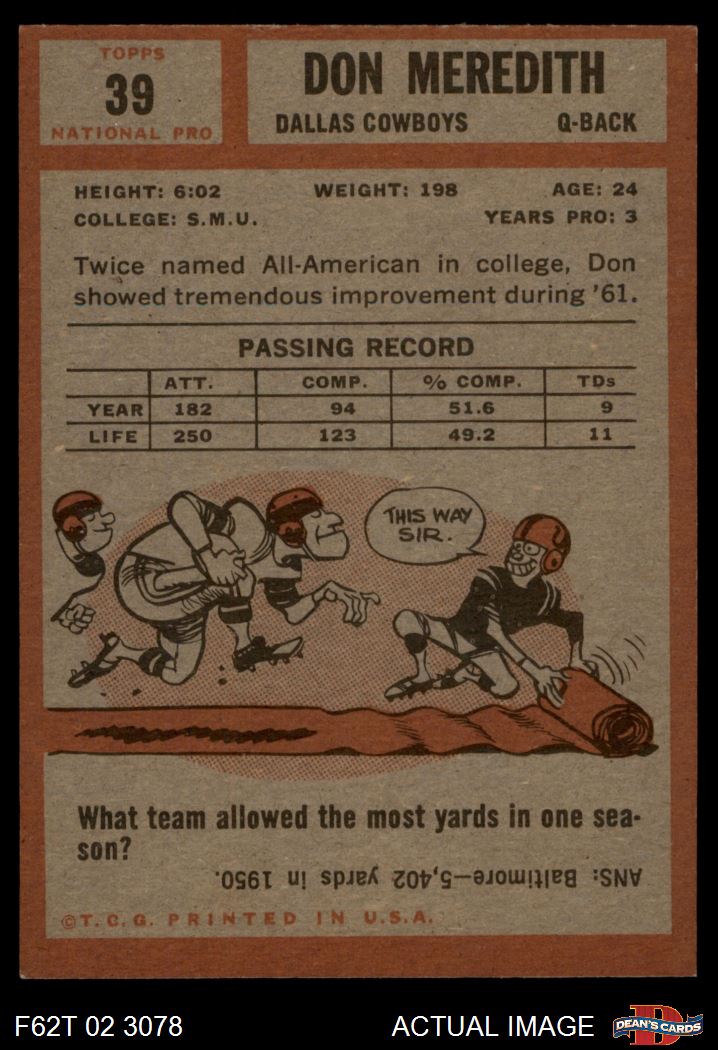 TOPPS
39
NATIONAL PRO
DON MEREDITH
DALLAS COWBOYS Q-BACK
HEIGHT: 6:02 WEIGHT: 198 AGE: 24
COLLEGE: S.M.U. YEARS PRO: 3
Twice named All-American in college, Don
showed tremendous improvement during '61.
PASSING RECORD
ATT. COMP. % COMP. TDs
YEAR 182 94 51.6 9
LIFE 250 123 49.2 11
THIS WAY
SIR.
What team allowed the most yards in one sea-
son?
ANS: Baltimore—5,402 yards in 1950.
©T.C.G. PRINTED IN U.S.A.
F62T 02 3078 ACTUAL IMAGE
D
DEAN'S CARDS